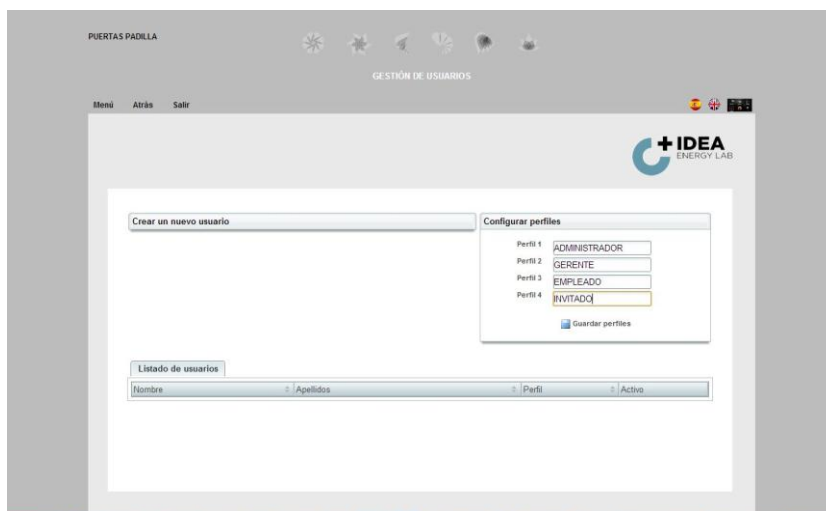 PUERTAS PADILLA
GESTIÓN DE USUARIOS
Menú Atrás Salir
+IDEA
ENERGY LAB
Crear un nuevo usuario
Configurar perfiles
Perfil 1 ADMINISTRADOR
Perfil 2 GERENTE
Perfil 3 EMPLEADO
Perfil 4 INVITADO
Guardar perfiles
Listado de usuarios
Nombre Apellidos Perfil Activo